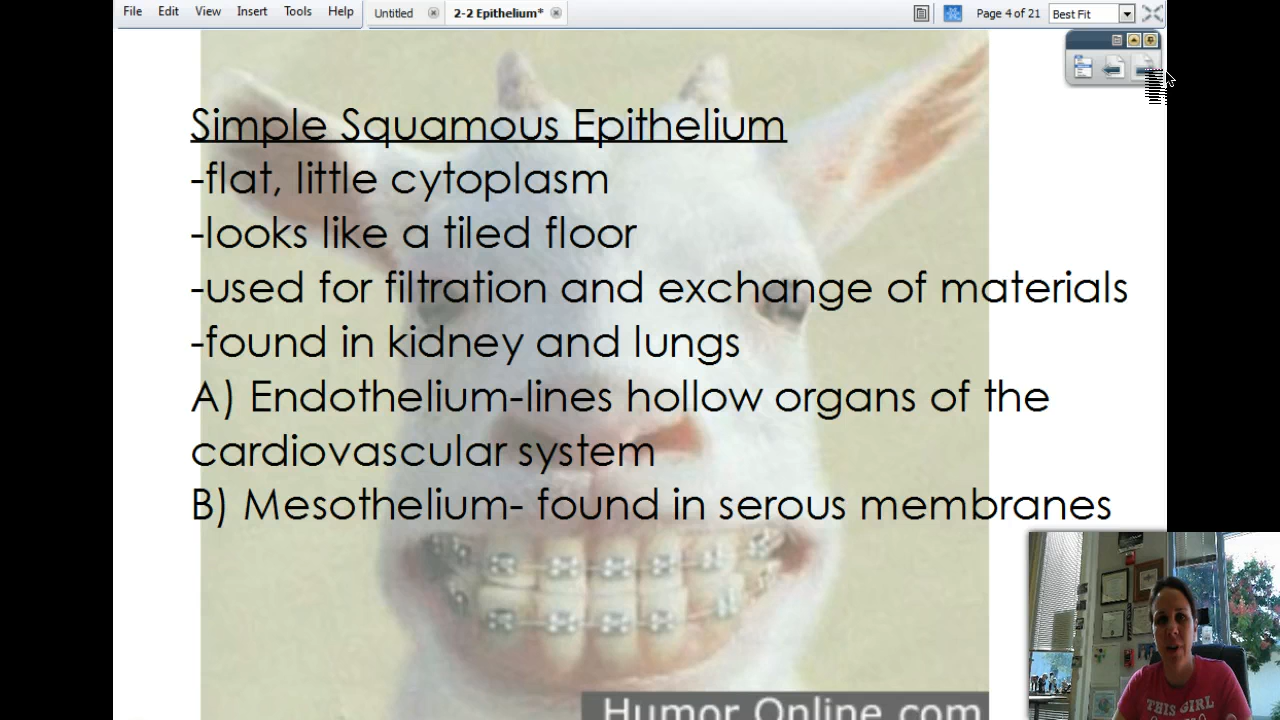 File Edit View Insert Tools Help Untitled 2-2 Epithelium* Page 4 of 21 Best Fit
Simple Squamous Epithelium
-flat, little cytoplasm
-looks like a tiled floor
-used for filtration and exchange of materials
-found in kidney and lungs
A) Endothelium-lines hollow organs of the
cardiovascular system
B) Mesothelium- found in serous membranes
Humor Online.com
THIS GIRL